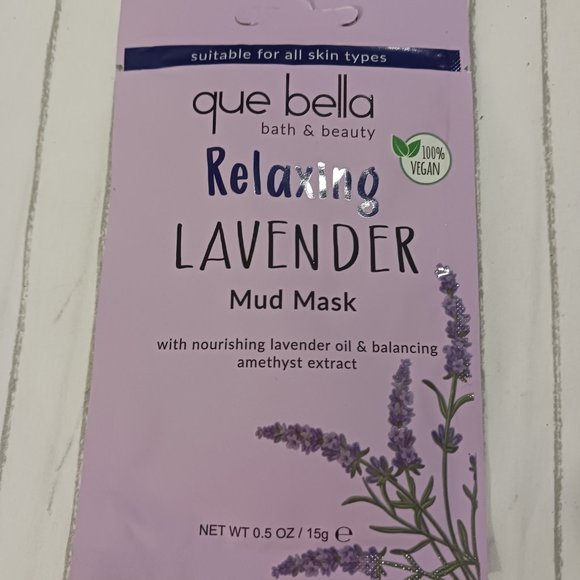 suitable for all skin types
que bella
bath & beauty
100%
VEGAN
Relaxing
LAVENDER
Mud Mask
with nourishing lavender oil & balancing
amethyst extract
NET WT 0.5 OZ / 15g ℮